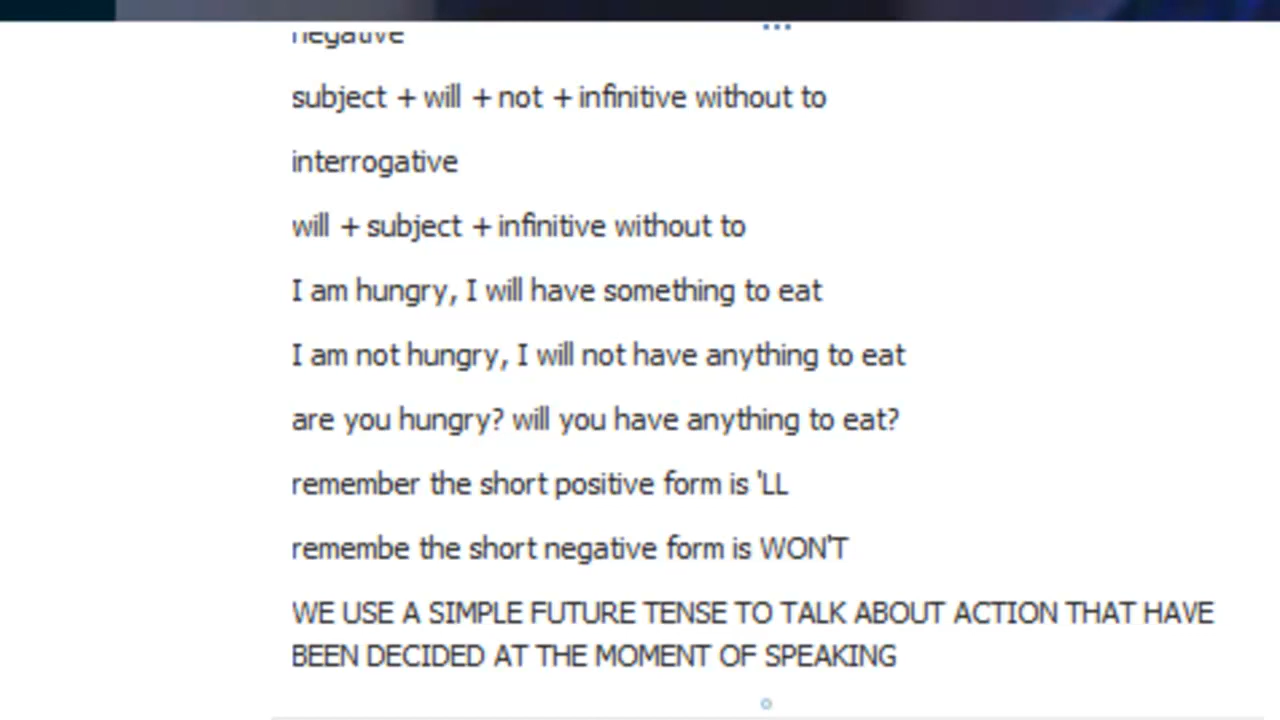 negative
subject + will + not + infinitive without to
interrogative
will + subject + infinitive without to
I am hungry, I will have something to eat
I am not hungry, I will not have anything to eat
are you hungry? will you have anything to eat?
remember the short positive form is 'LL
remembe the short negative form is WON'T
WE USE A SIMPLE FUTURE TENSE TO TALK ABOUT ACTION THAT HAVE
BEEN DECIDED AT THE MOMENT OF SPEAKING